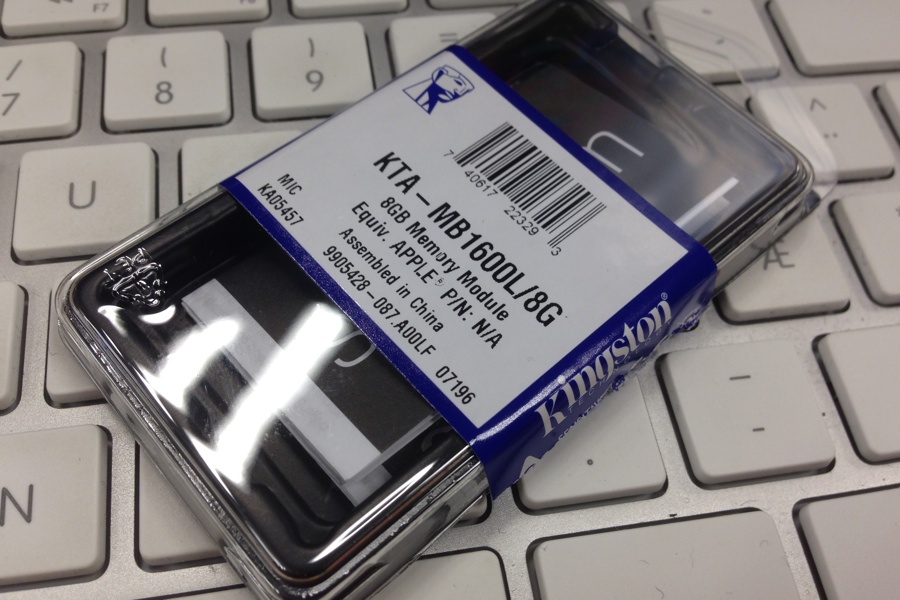 F7
/
7
(
8
)
9
=
^
¨
U
Æ
N
-
.
7 40617 22329 3
KTA-MB1600L/8G
8GB Memory Module
Equiv. APPLE® P/N: N/A
Assembled in China
9905428-087.A00LF
07196
MIC
KA05457
Kingston